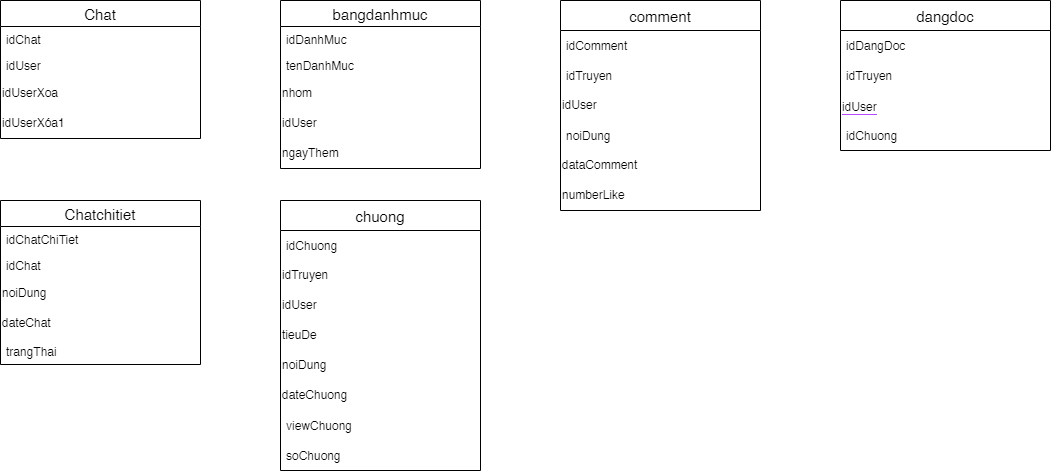 Chat
idChat
idUser
idUserXoa
idUserXóa1
bangdanhmuc
idDanhMuc
tenDanhMuc
nhom
idUser
ngayThem
comment
idComment
idTruyen
idUser
noiDung
dataComment
numberLike
dangdoc
idDangDoc
idTruyen
idUser
idChuong
Chatchitiet
idChatChiTiet
idChat
noiDung
dateChat
trangThai
chuong
idChuong
idTruyen
idUser
tieuDe
noiDung
dateChuong
viewChuong
soChuong